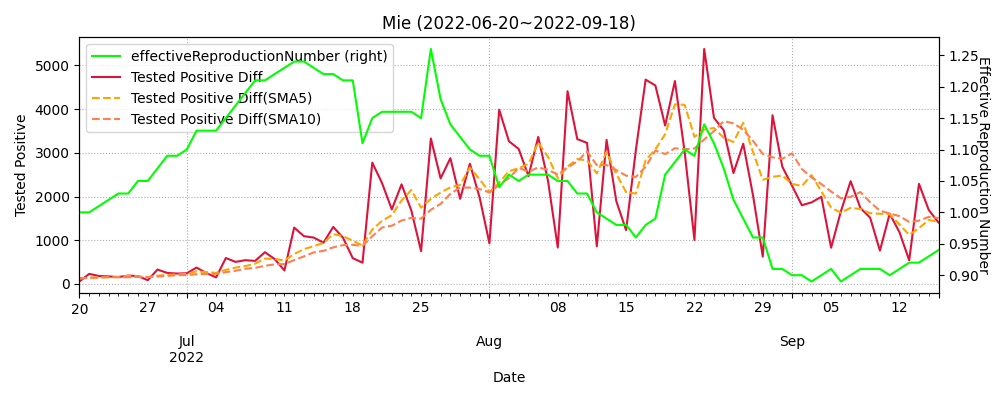 Mie (2022-06-20~2022-09-18)
effectiveReproductionNumber (right)
Tested Positive Diff
Tested Positive Diff(SMA5)
Tested Positive Diff(SMA10)
Tested Positive
5000
4000
3000
2000
1000
0
1.25
1.20
1.15
1.10
1.05
1.00
0.95
0.90
Effective Reproduction Number
20 27 04 11 18 25 08 15 22 29 05 12
Jul Aug Sep
2022
Date